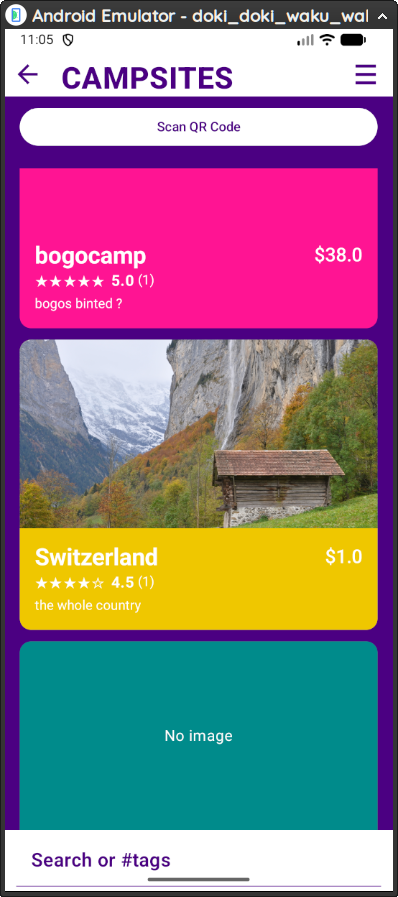 Android Emulator - doki_doki_waku_wal
11:05
CAMPSITES
Scan QR Code
bogocamp
$38.0
★★★★★ 5.0 (1)
bogos binted ?
Switzerland
$1.0
★★★★☆ 4.5 (1)
the whole country
No image
Search or #tags